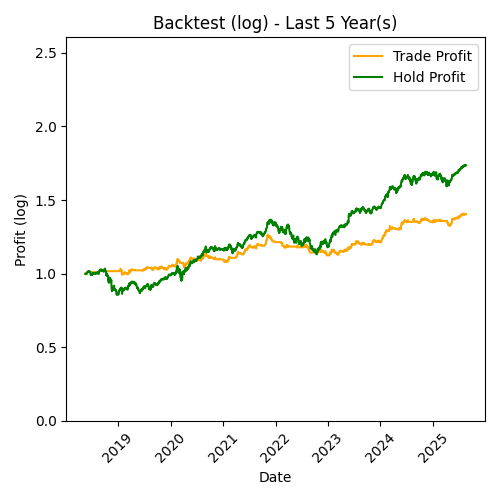 Backtest (log) - Last 5 Year(s)
Trade Profit
Hold Profit
Profit (log)
2.5
2.0
1.5
1.0
0.5
0.0
2019
2020
2021
2022
2023
2024
2025
Date